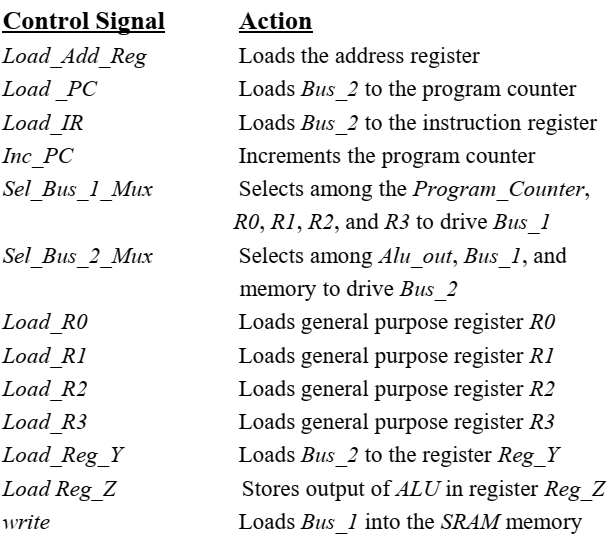 Control Signal Action
Load_Add_Reg Loads the address register
Load _PC Loads Bus_2 to the program counter
Load_IR Loads Bus_2 to the instruction register
Inc_PC Increments the program counter
Sel_Bus_1_Mux Selects among the Program_Counter,
R0, R1, R2, and R3 to drive Bus_1
Sel_Bus_2_Mux Selects among Alu_out, Bus_1, and
memory to drive Bus_2
Load_R0 Loads general purpose register R0
Load_R1 Loads general purpose register R1
Load_R2 Loads general purpose register R2
Load_R3 Loads general purpose register R3
Load_Reg_Y Loads Bus_2 to the register Reg_Y
Load Reg_Z Stores output of ALU in register Reg_Z
write Loads Bus_1 into the SRAM memory